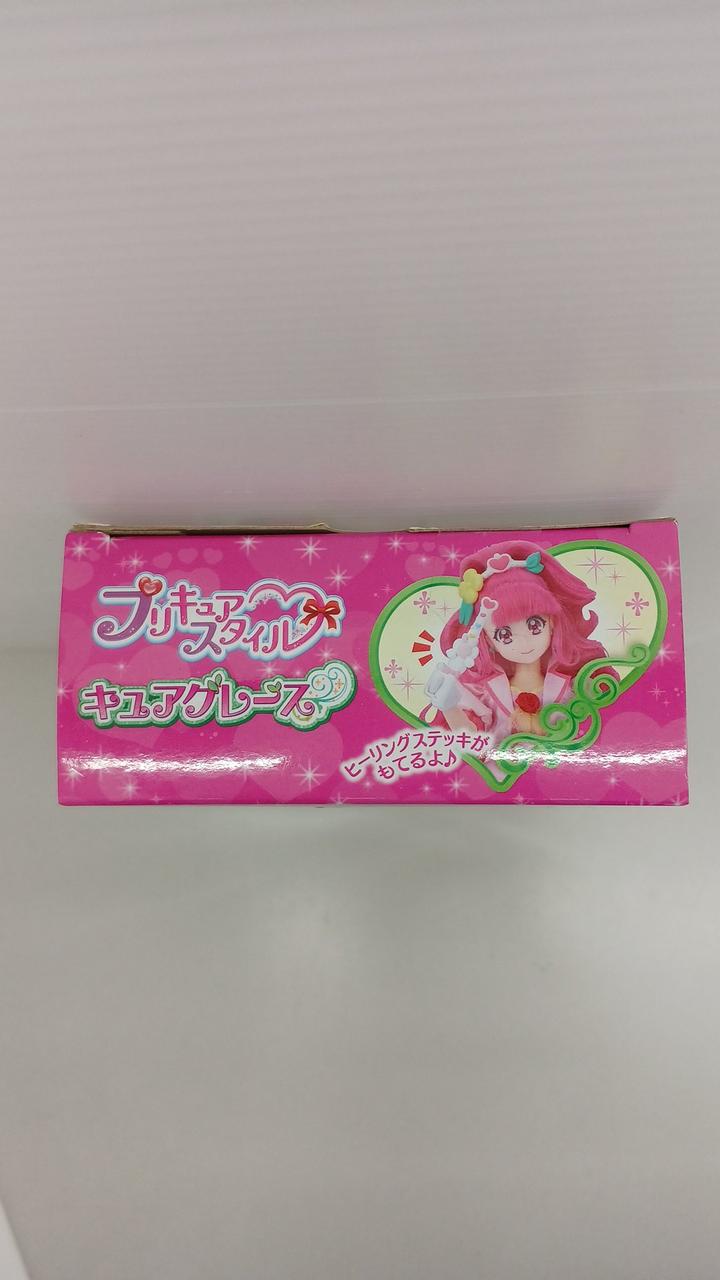 プリキュア
スタイル
キュアグレース
ヒーリングステッキが
もてるよ♪